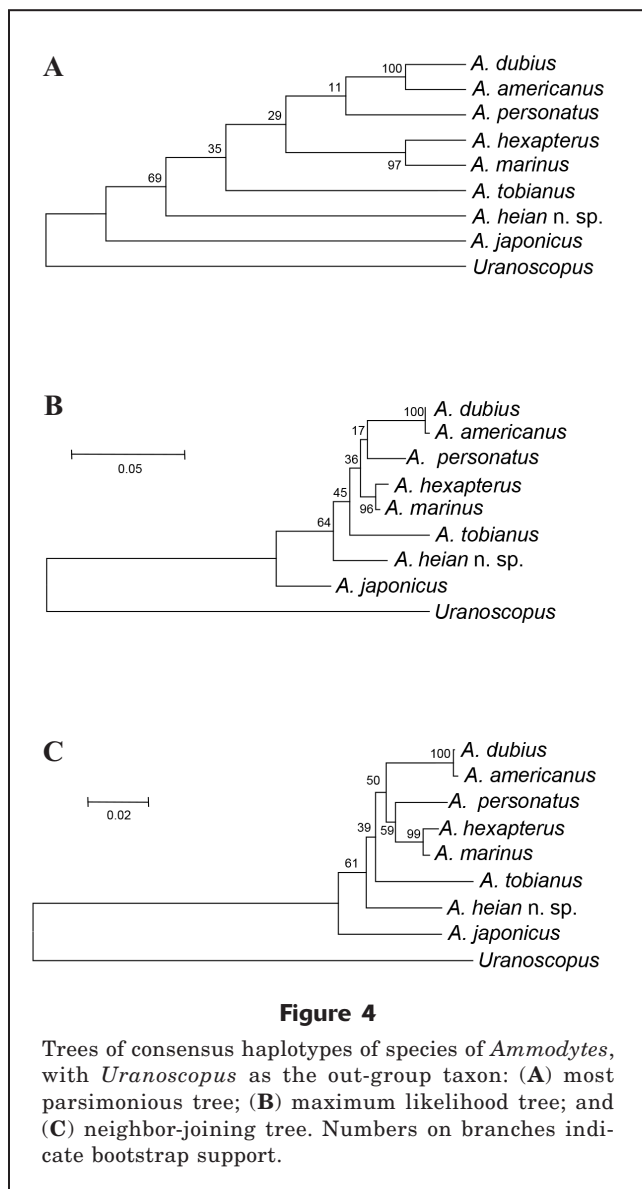 A
100
A. dubius
A. americanus
11
A. personatus
29
A. hexapterus
97
A. marinus
35
A. tobianus
69
A. heian n. sp.
A. japonicus
Uranoscopus
B
0.05
100
A. dubius
A. americanus
17
A. personatus
36
A. hexapterus
96
A. marinus
45
A. tobianus
64
A. heian n. sp.
A. japonicus
Uranoscopus
C
0.02
100
A. dubius
A. americanus
50
A. personatus
59
A. hexapterus
99
A. marinus
39
A. tobianus
61
A. heian n. sp.
A. japonicus
Uranoscopus
Figure 4
Trees of consensus haplotypes of species of Ammodytes,
with Uranoscopus as the out-group taxon: (A) most
parsimonious tree; (B) maximum likelihood tree; and
(C) neighbor-joining tree. Numbers on branches indi-
cate bootstrap support.